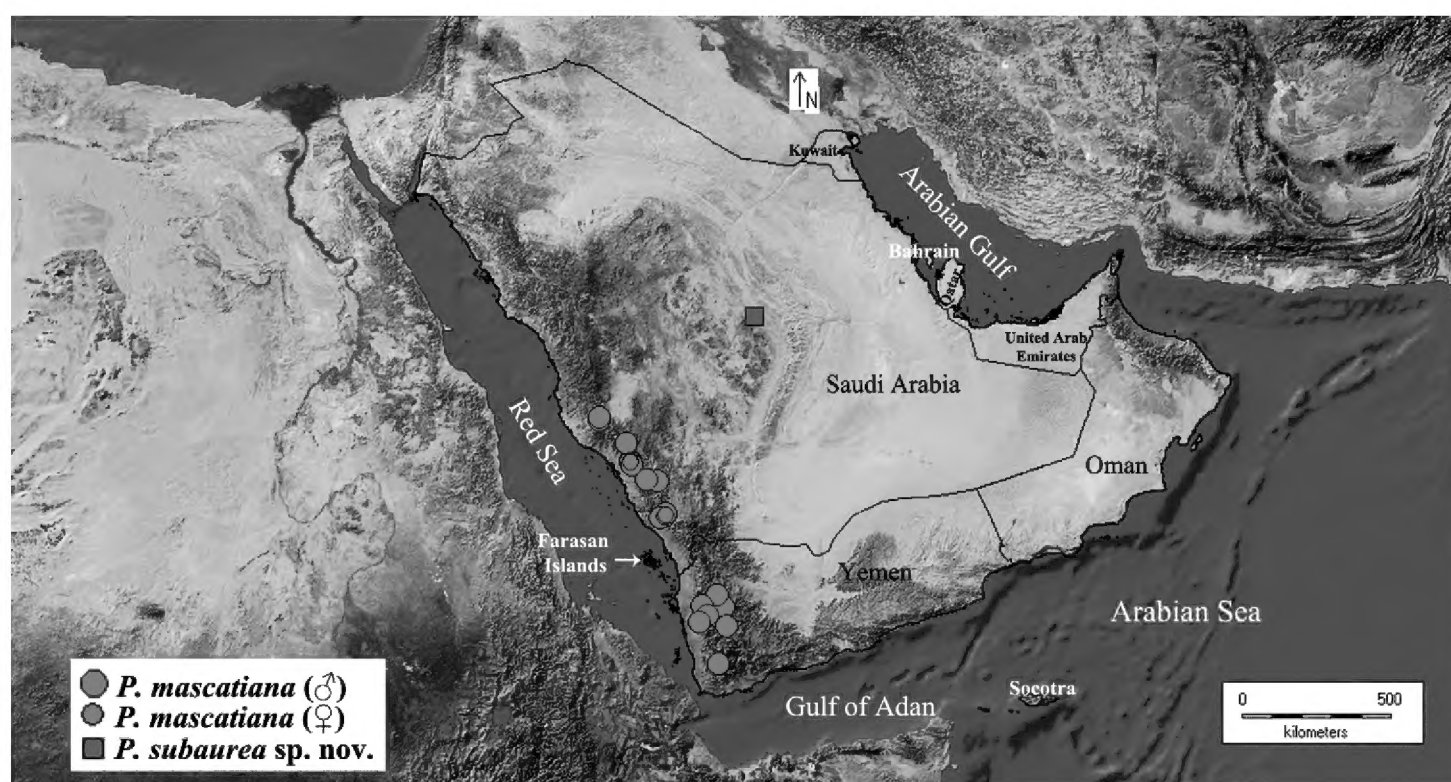 N
Kuwait
Arabian Gulf
Bahrain
Qatar
United Arab
Emirates
Saudi Arabia
Red Sea
Oman
Farasan
Islands
Yemen
Arabian Sea
Socotra
Gulf of Adan
P. mascatiana (♂)
P. mascatiana (♀)
P. subaurea sp. nov.
0 500
kilometers